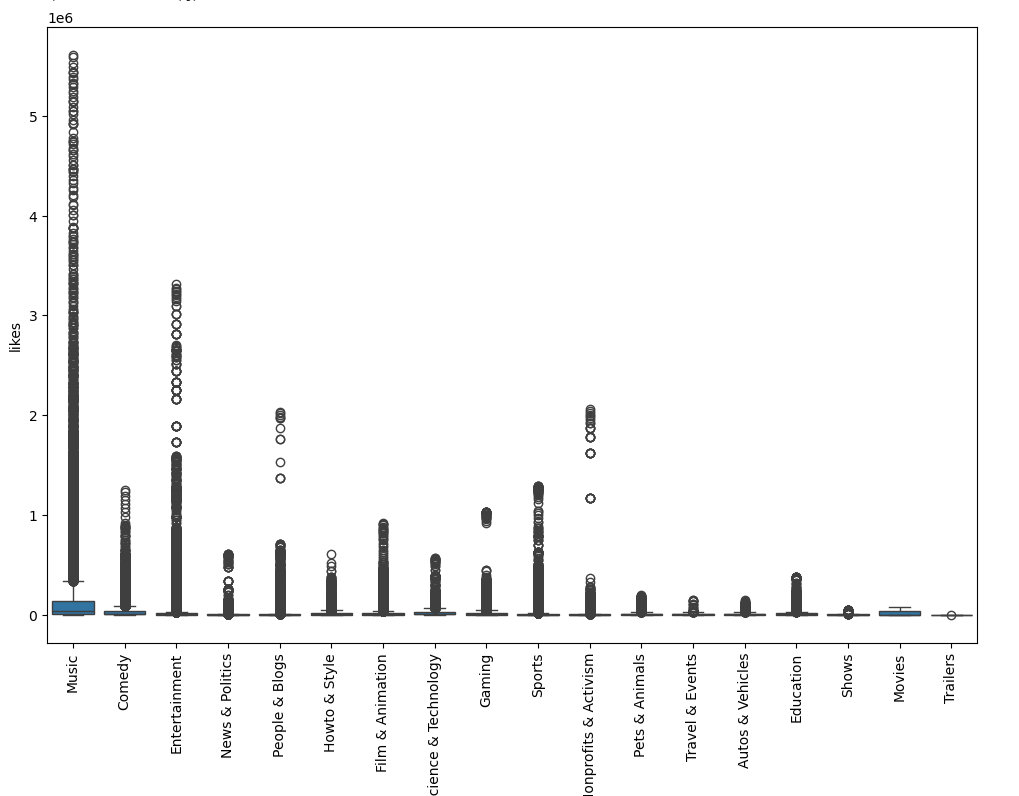 1e6
5
4
3
2
1
0
likes
Music
Comedy
Entertainment
News & Politics
People & Blogs
Howto & Style
Film & Animation
cience & Technology
Gaming
Sports
onprofits & Activism
Pets & Animals
Travel & Events
Autos & Vehicles
Education
Shows
Movies
Trailers